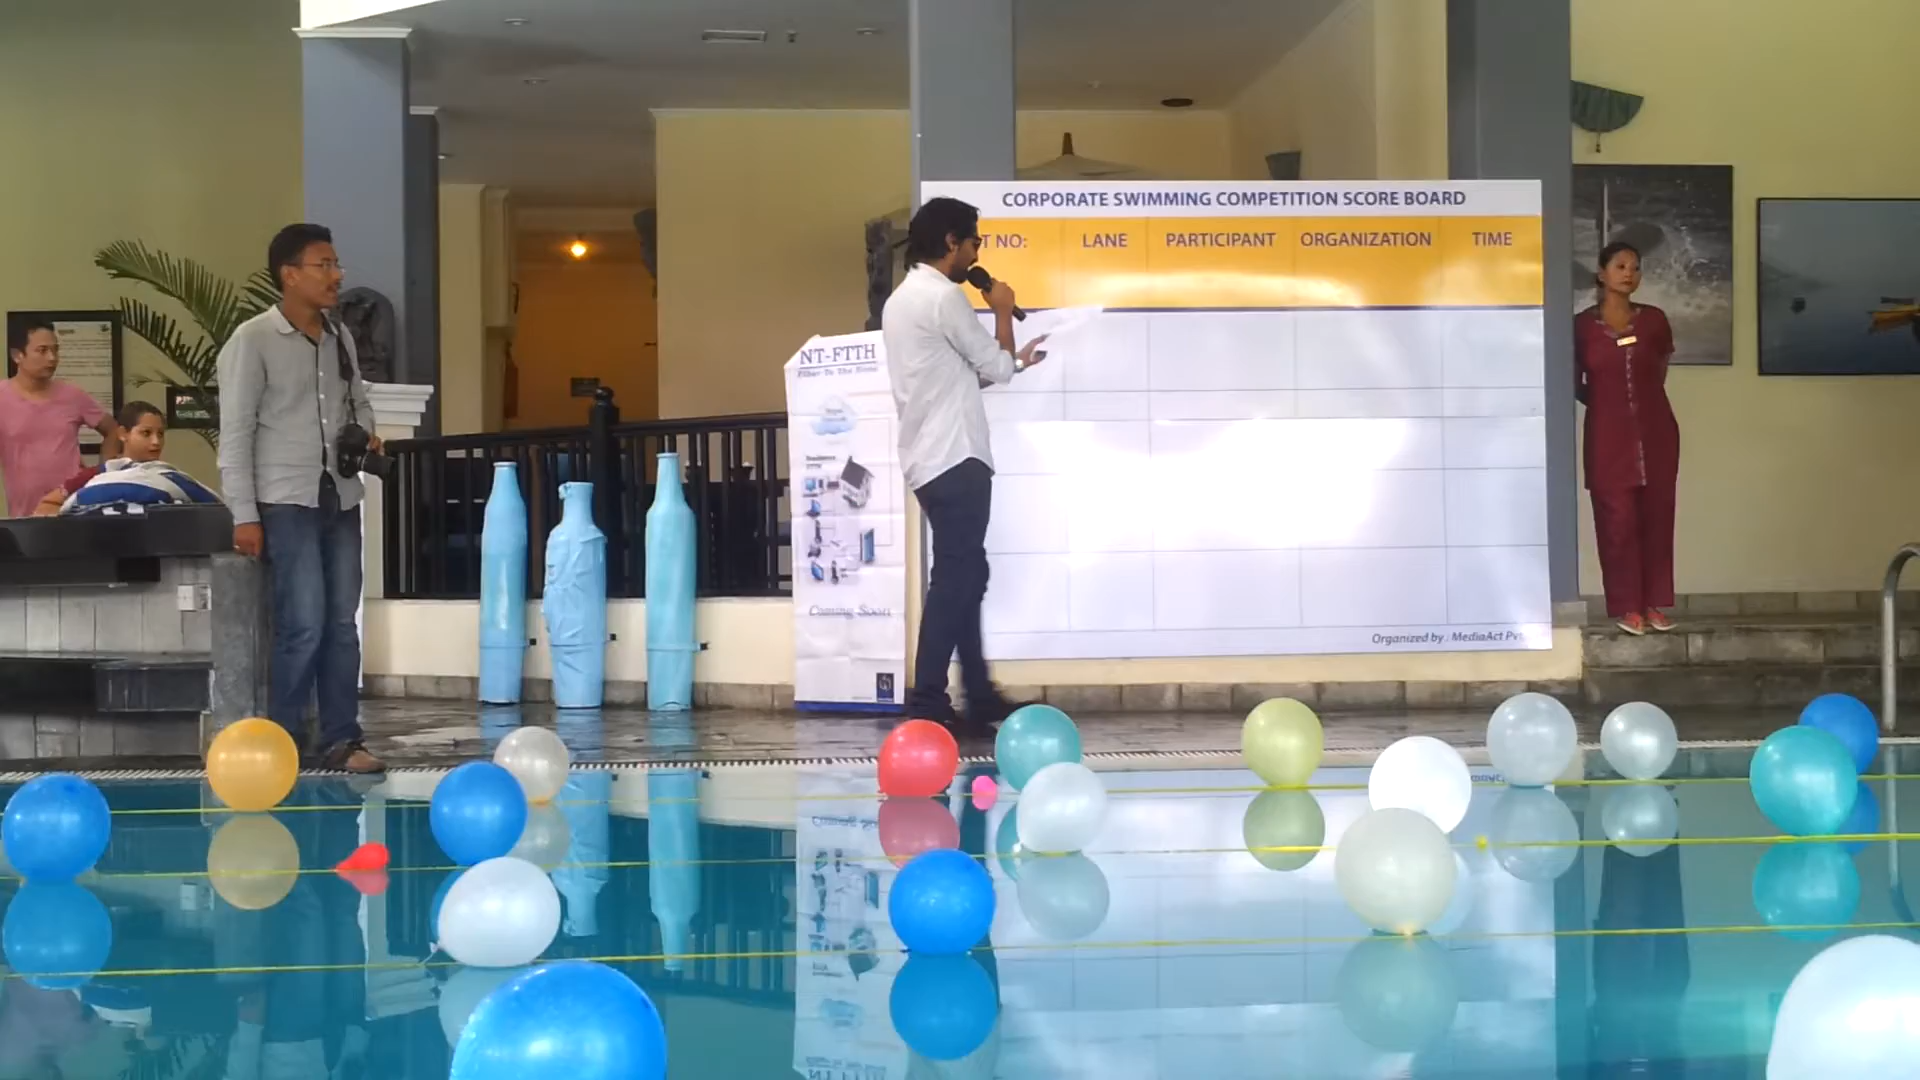 CORPORATE SWIMMING COMPETITION SCORE BOARD
T NO: LANE PARTICIPANT ORGANIZATION TIME
NT-FTTH
Fiber To The Home
Coming Soon
Organized by : MediaAct Pvt